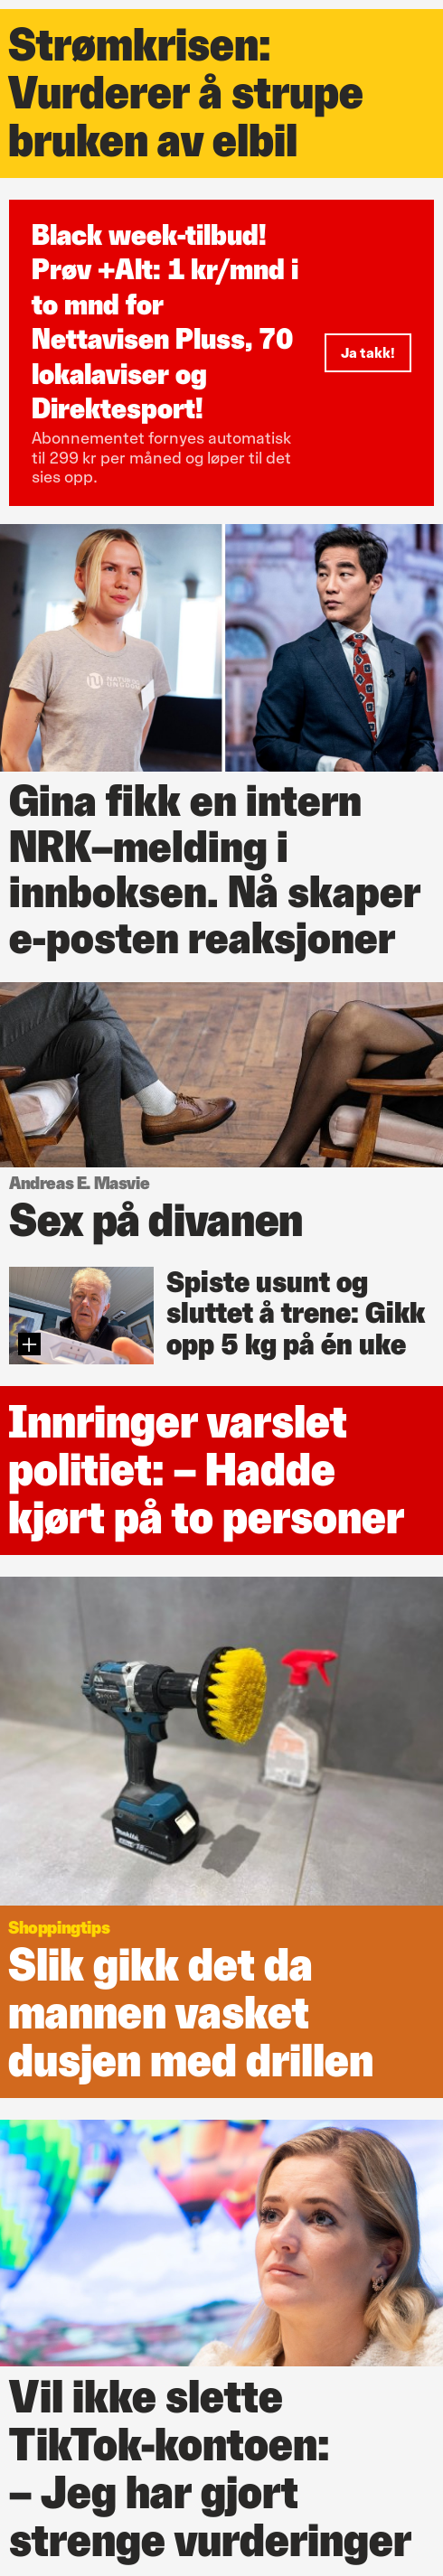 Strømkrisen:
Vurderer å strupe
bruken av elbil
Black week-tilbud!
Prøv +Alt: 1 kr/mnd i
to mnd for
Nettavisen Pluss, 70
lokalaviser og
Direktesport!
Ja takk!
Abonnementet fornyes automatisk
til 299 kr per måned og løper til det
sies opp.
NATUR OG
UNGDOM
Gina fikk en intern
NRK–melding i
innboksen. Nå skaper
e-posten reaksjoner
Andreas E. Masvie
Sex på divanen
Spiste usunt og
sluttet å trene: Gikk
opp 5 kg på én uke
Innringer varslet
politiet: – Hadde
kjørt på to personer
makita
Shoppingtips
Slik gikk det da
mannen vasket
dusjen med drillen
Vil ikke slette
TikTok-kontoen:
– Jeg har gjort
strenge vurderinger